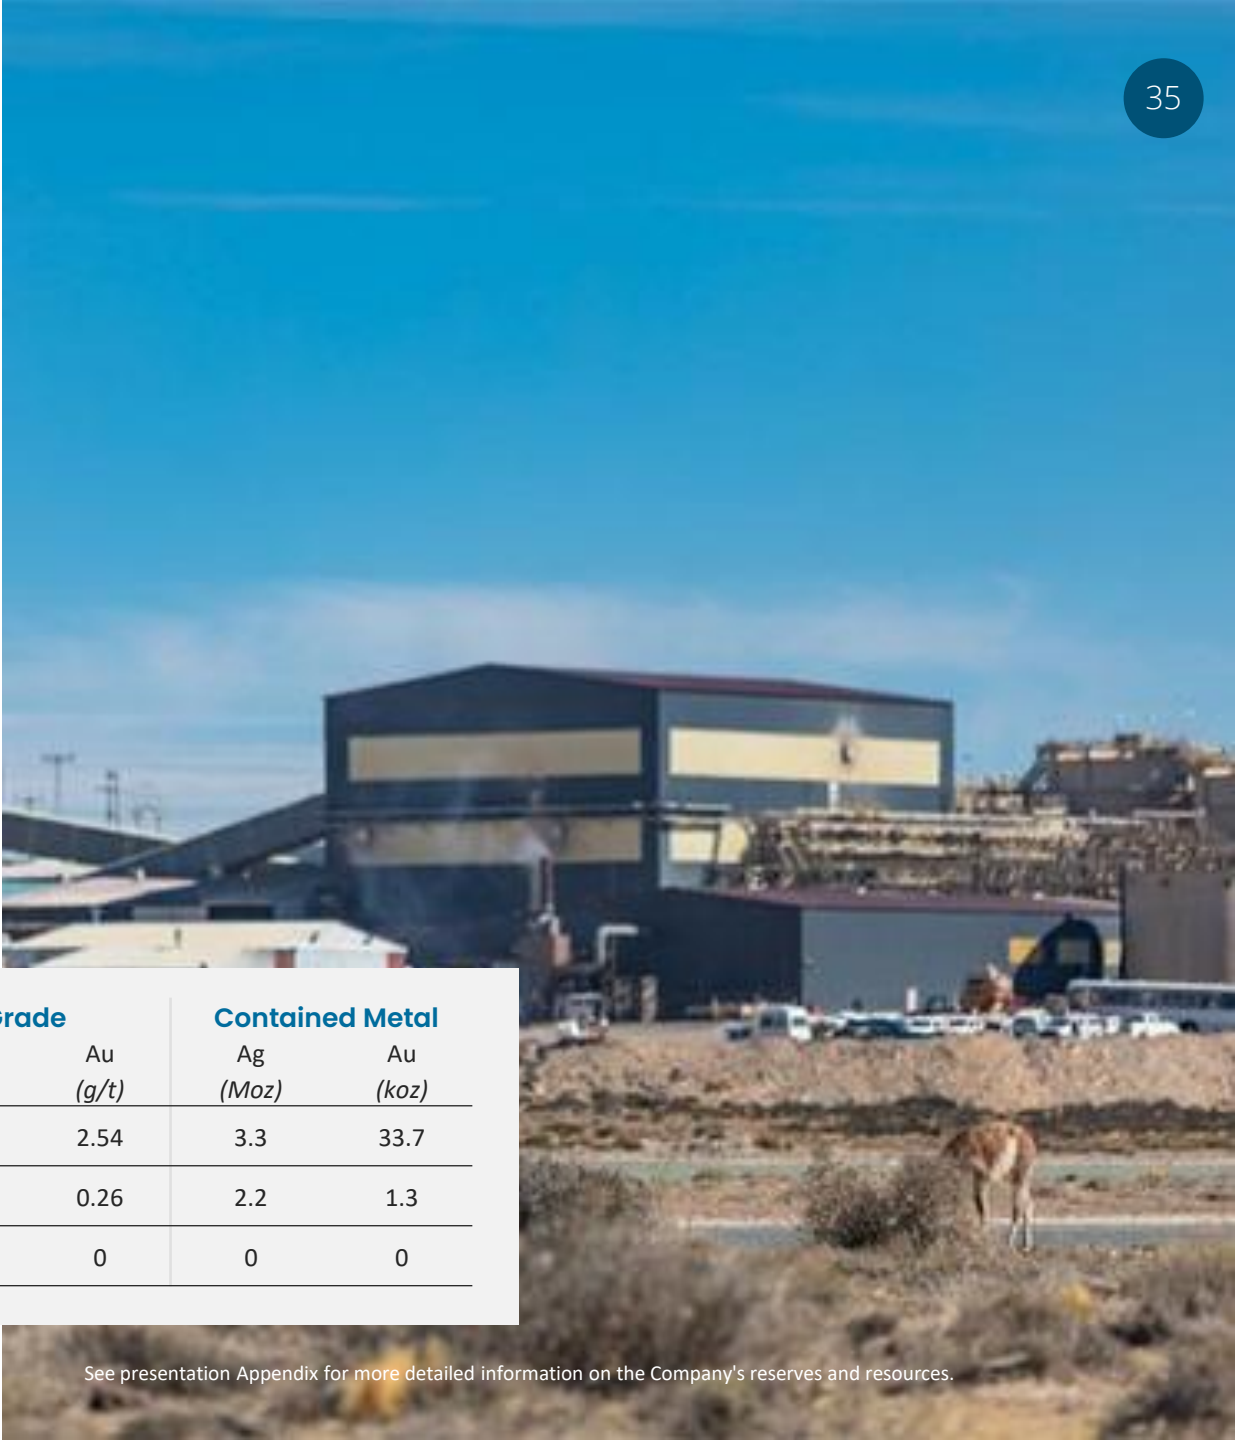 35
Grade Contained Metal
Au Ag Au
(g/t) (Moz) (koz)
2.54 3.3 33.7
0.26 2.2 1.3
0 0 0
See presentation Appendix for more detailed information on the Company's reserves and resources.